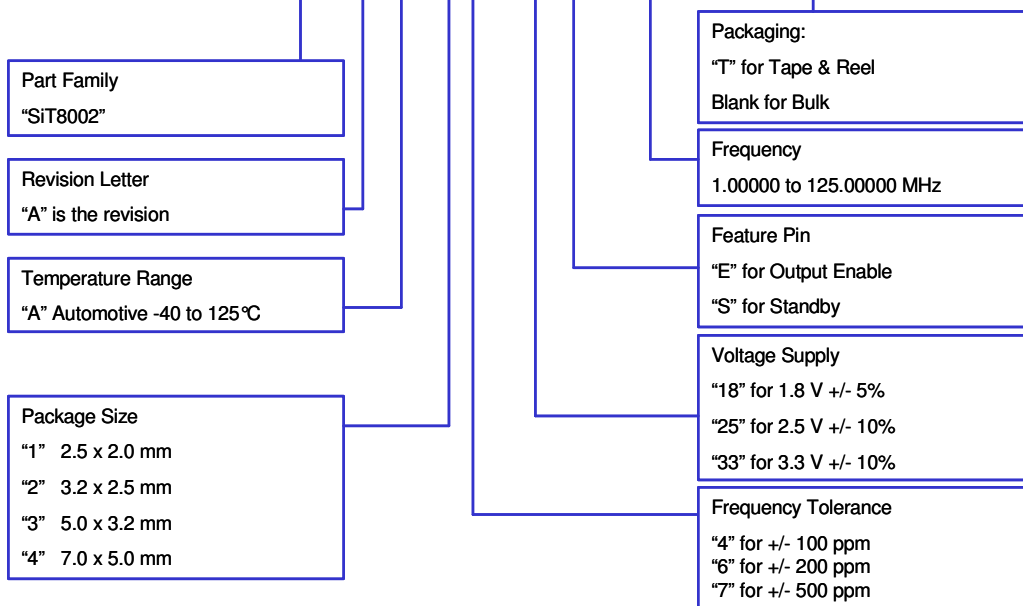 Part Family
“SiT8002”
Revision Letter
“A” is the revision
Temperature Range
“A” Automotive -40 to 125°C
Package Size
“1” 2.5 x 2.0 mm
“2” 3.2 x 2.5 mm
“3” 5.0 x 3.2 mm
“4” 7.0 x 5.0 mm
Packaging:
“T” for Tape & Reel
Blank for Bulk
Frequency
1.00000 to 125.00000 MHz
Feature Pin
“E” for Output Enable
“S” for Standby
Voltage Supply
“18” for 1.8 V +/- 5%
“25” for 2.5 V +/- 10%
“33” for 3.3 V +/- 10%
Frequency Tolerance
“4” for +/- 100 ppm
“6” for +/- 200 ppm
“7” for +/- 500 ppm